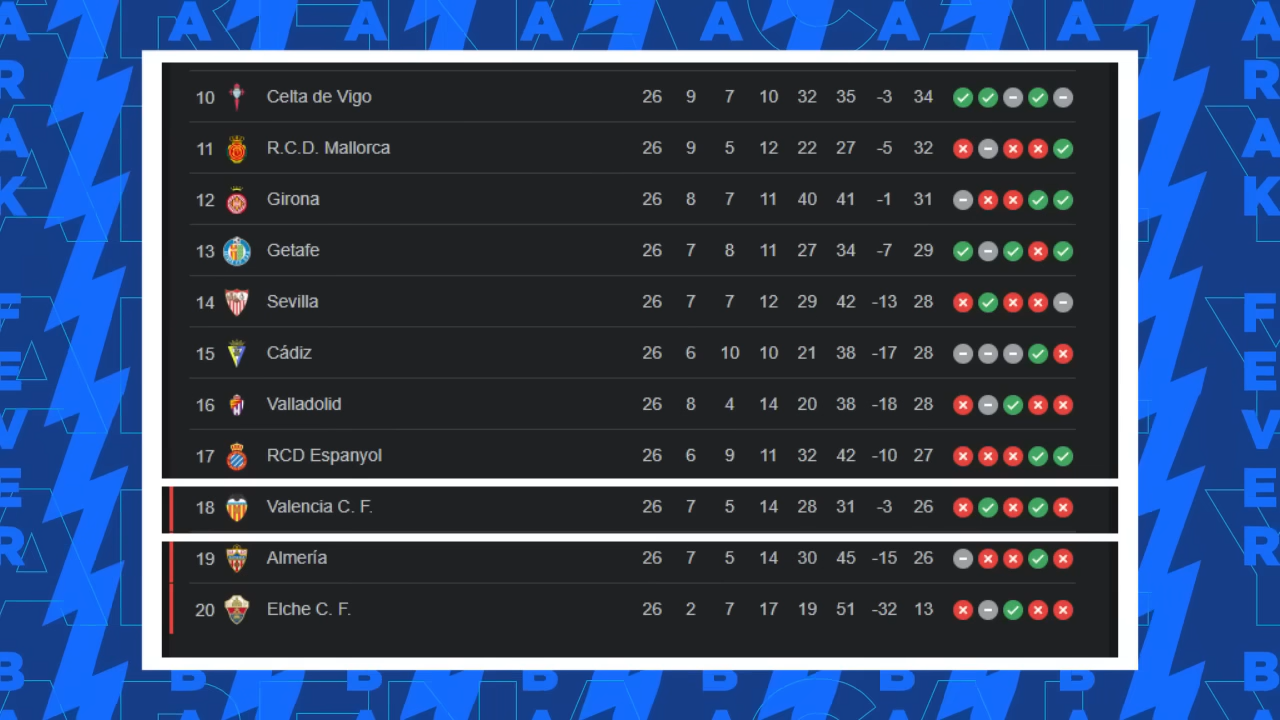 10 Celta de Vigo 26 9 7 10 32 35 -3 34
11 R.C.D. Mallorca 26 9 5 12 22 27 -5 32
12 Girona 26 8 7 11 40 41 -1 31
13 Getafe 26 7 8 11 27 34 -7 29
14 Sevilla 26 7 7 12 29 42 -13 28
15 Cádiz 26 6 10 10 21 38 -17 28
16 Valladolid 26 8 4 14 20 38 -18 28
17 RCD Espanyol 26 6 9 11 32 42 -10 27
18 Valencia C. F. 26 7 5 14 28 31 -3 26
19 Almería 26 7 5 14 30 45 -15 26
20 Elche C. F. 26 2 7 17 19 51 -32 13